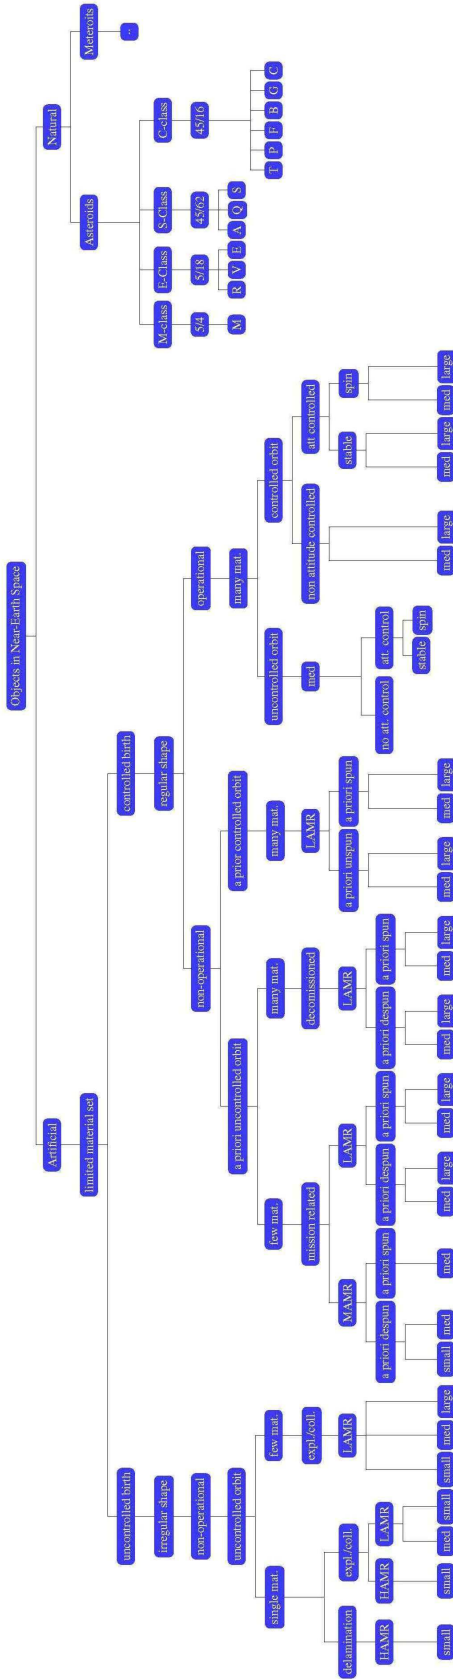 Objects in Near-Earth Space
Artificial
Natural
limited material set
Asteroids
Meteroits
uncontrolled birth
controlled birth
M-class
E-Class
S-Class
C-class
..
irregular shape
regular shape
5/4
5/18
45/62
45/16
non-operational
non-operational
operational
M
R
V
E
A
Q
S
T
P
F
B
G
C
uncontrolled orbit
a priori uncontrolled orbit
a prior controlled orbit
many mat.
single mat.
few mat.
few mat.
many mat.
many mat.
uncontrolled orbit
controlled orbit
expl./coll.
mission related
decomissioned
LAMR
med
non attitude controlled
att controlled
delamination
expl./coll.
LAMR
MAMR
LAMR
LAMR
a priori unspun
a priori spun
stable
spin
HAMR
HAMR
LAMR
a priori despun
a priori spun
a priori despun
a priori spun
a priori despun
a priori spun
no att. control
att. control
stable
spin
small
small
med
small
small
med
large
small
med
med
med
large
med
large
med
large
med
large
med
large
med
large
med
large
med
large
med
large